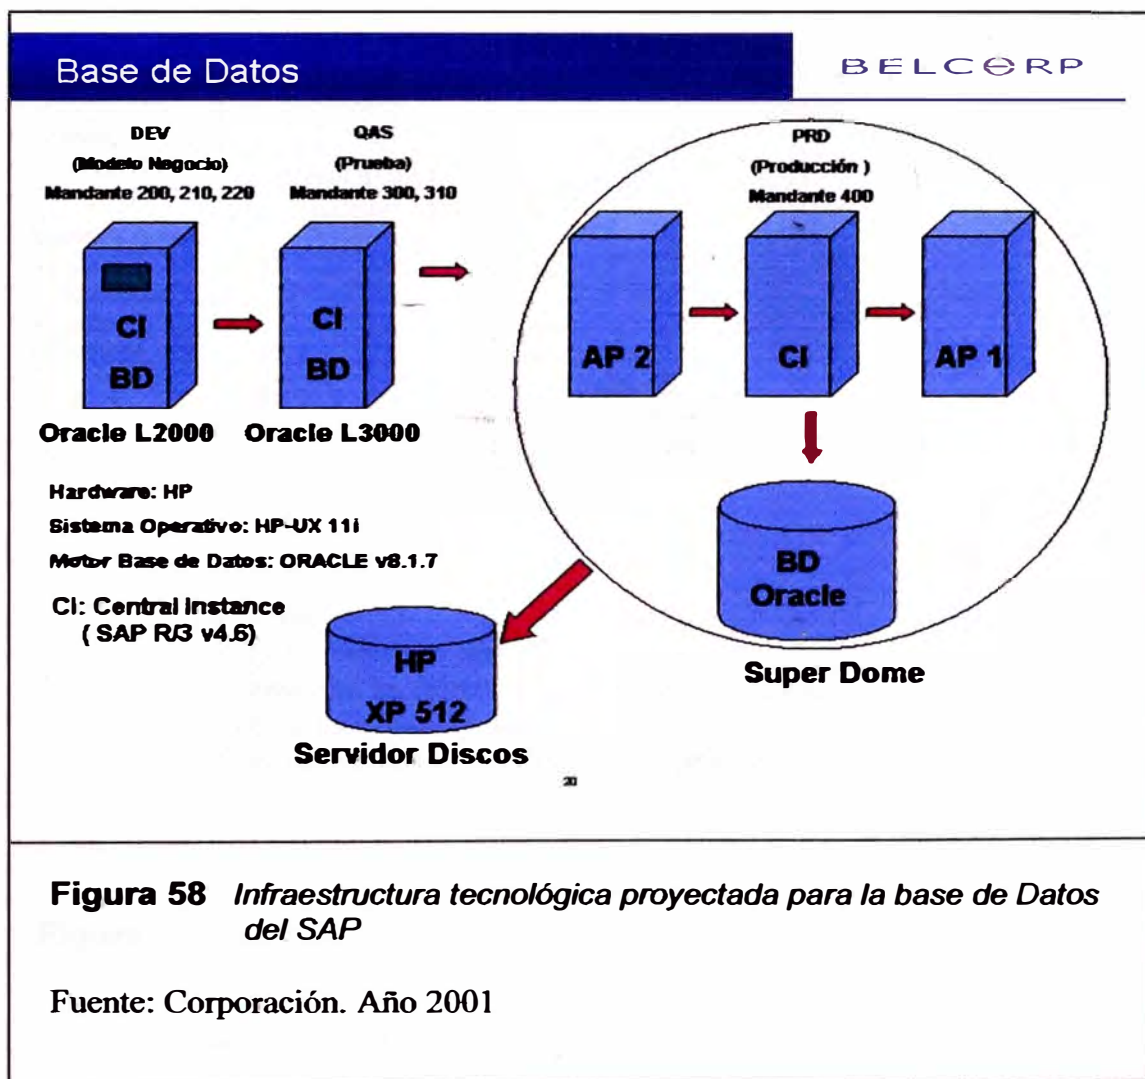 Base de Datos
BELCORP
DEV
(Modelo Negocio)
Mandante 200, 210, 220
QAS
(Prueba)
Mandante 300, 310
PRD
(Producción )
Mandante 400
CI
BD
CI
BD
AP 2
CI
AP 1
Oracle L2000
Oracle L3000
Hardware: HP
Sistema Operativo: HP-UX 11i
Motor Base de Datos: ORACLE v8.1.7
CI: Central Instance
( SAP R/3 v4.6)
BD
Oracle
Super Dome
HP
XP 512
Servidor Discos
20
Figura 58 Infraestructura tecnológica proyectada para la base de Datos
del SAP
Fuente: Corporación. Año 2001